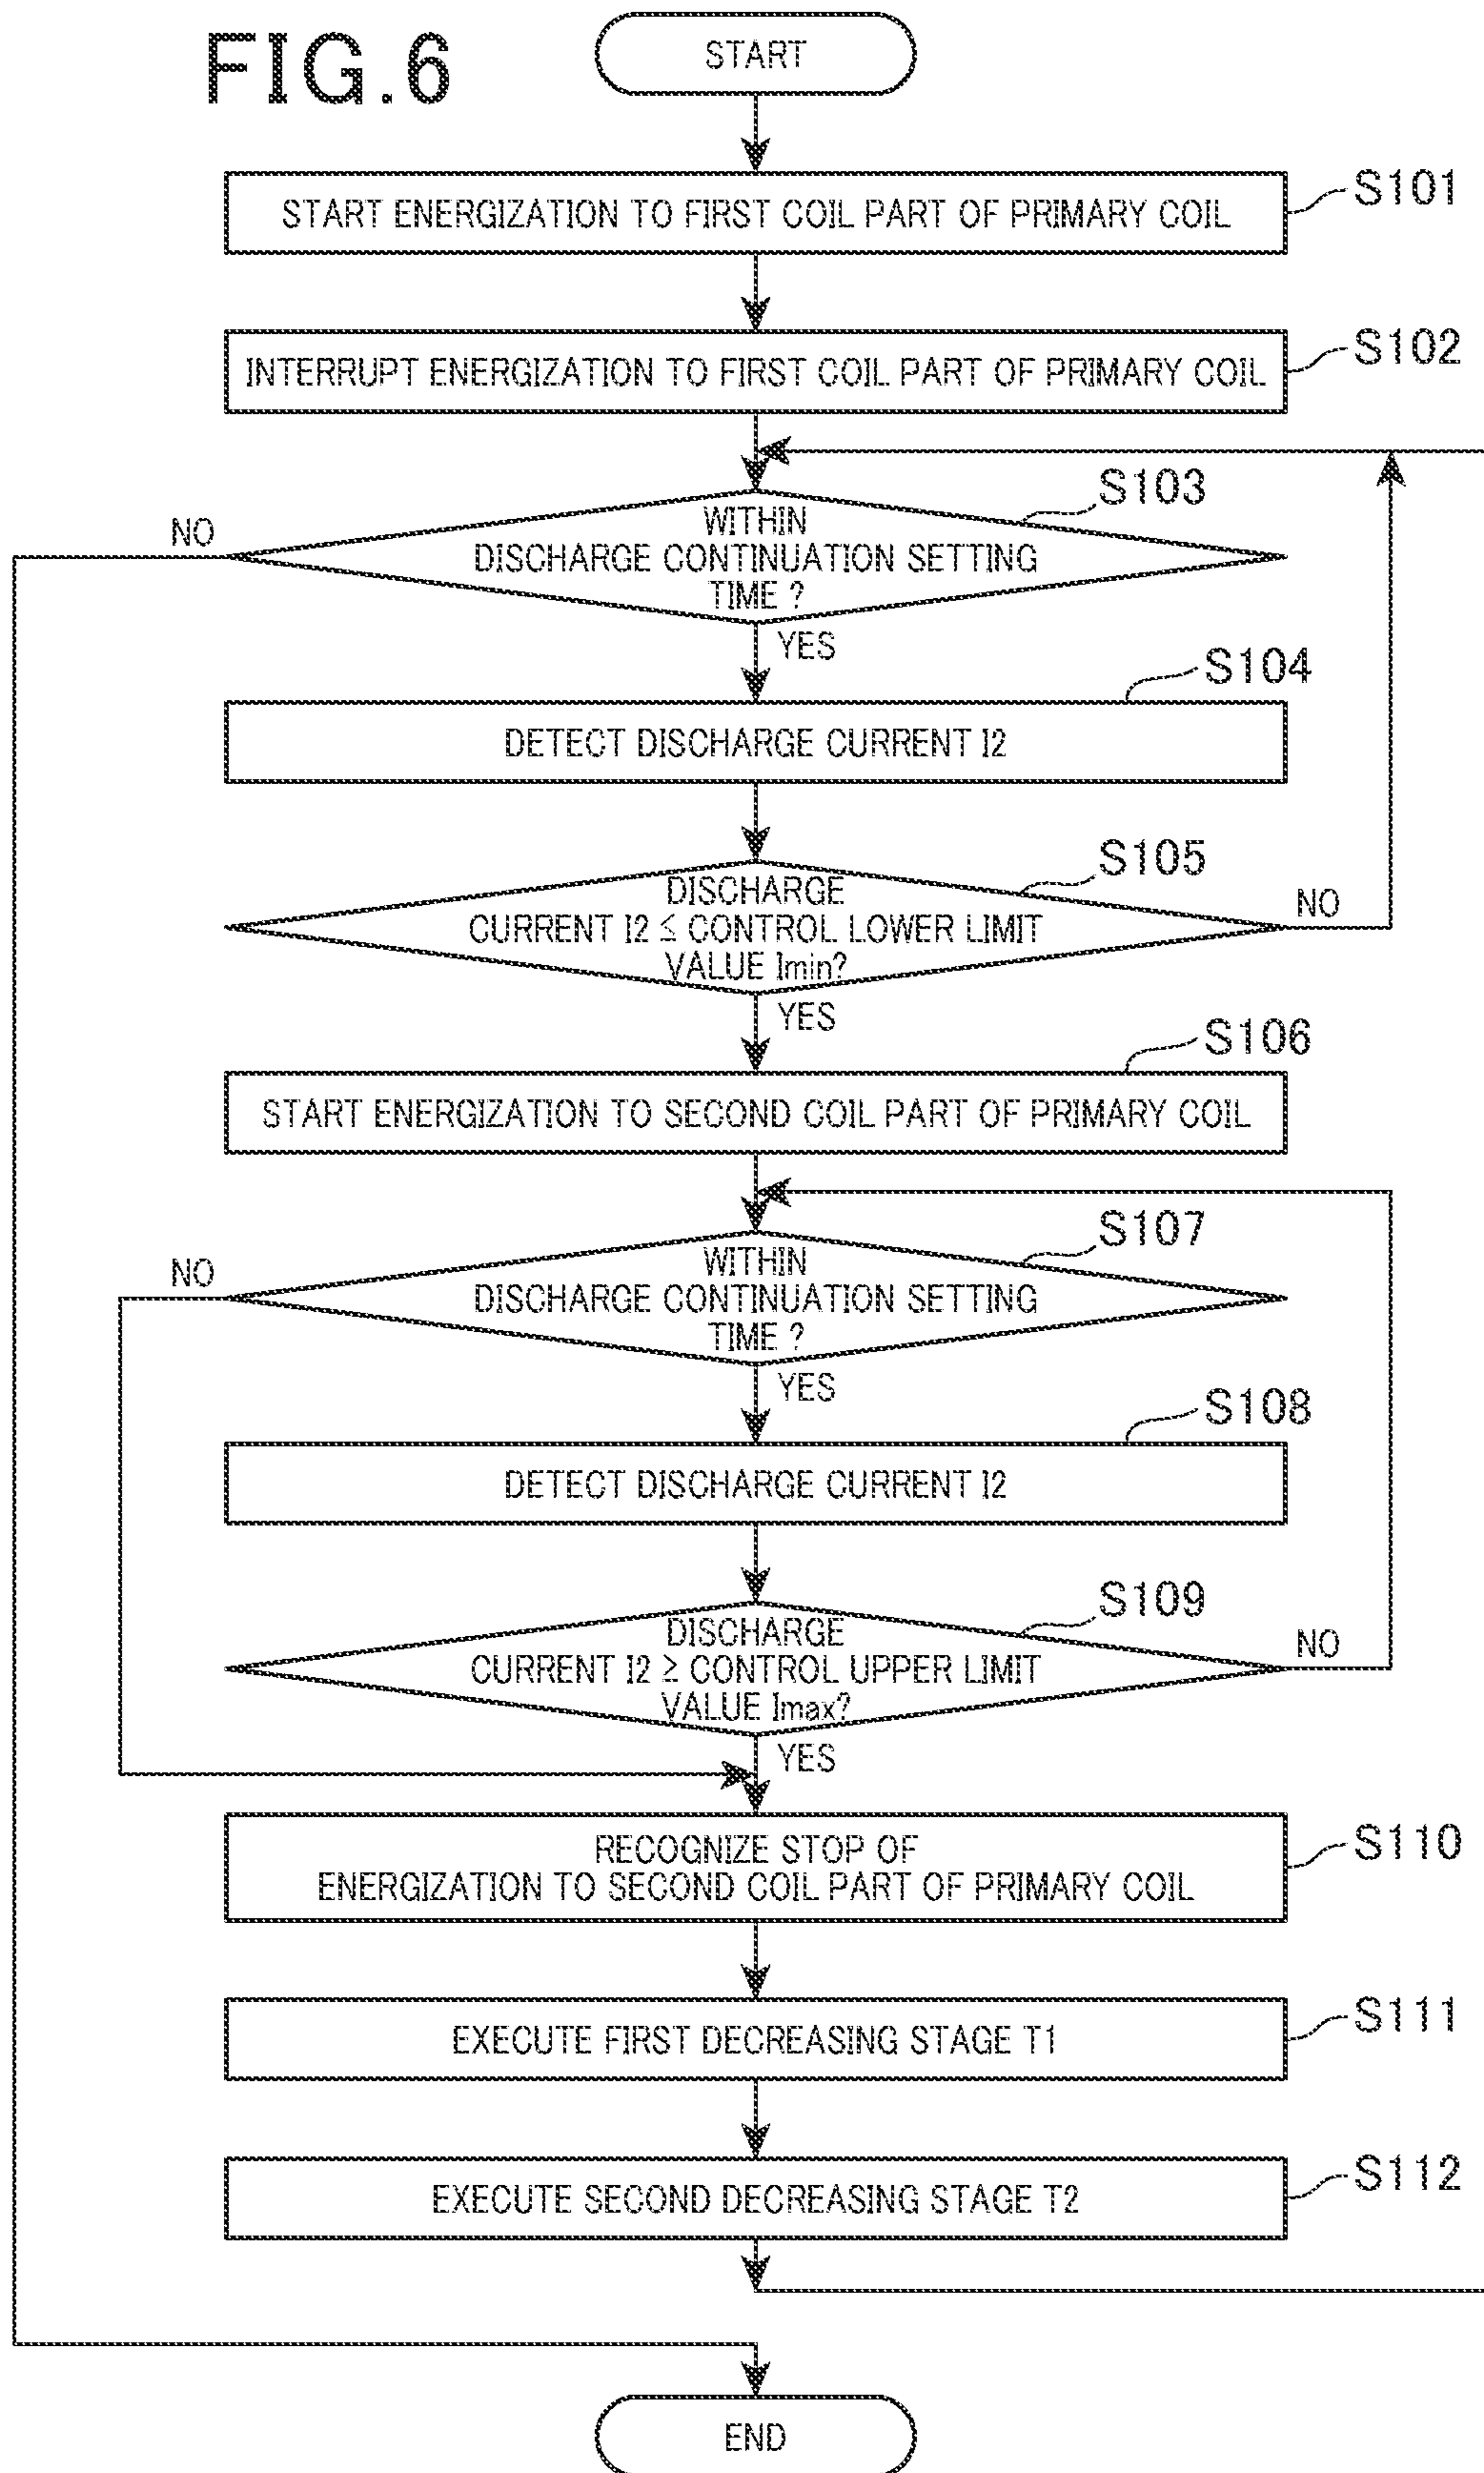 FIG.6
START
START ENERGIZATION TO FIRST COIL PART OF PRIMARY COIL
S101
INTERRUPT ENERGIZATION TO FIRST COIL PART OF PRIMARY COIL
S102
S103
NO
WITHIN
DISCHARGE CONTINUATION SETTING
TIME ?
YES
S104
DETECT DISCHARGE CURRENT I2
S105
DISCHARGE
CURRENT I2 ≤ CONTROL LOWER LIMIT
VALUE Imin?
NO
YES
S106
START ENERGIZATION TO SECOND COIL PART OF PRIMARY COIL
S107
NO
WITHIN
DISCHARGE CONTINUATION SETTING
TIME ?
YES
S108
DETECT DISCHARGE CURRENT I2
S109
DISCHARGE
CURRENT I2 ≥ CONTROL UPPER LIMIT
VALUE Imax?
NO
YES
RECOGNIZE STOP OF
ENERGIZATION TO SECOND COIL PART OF PRIMARY COIL
S110
EXECUTE FIRST DECREASING STAGE T1
S111
EXECUTE SECOND DECREASING STAGE T2
S112
END